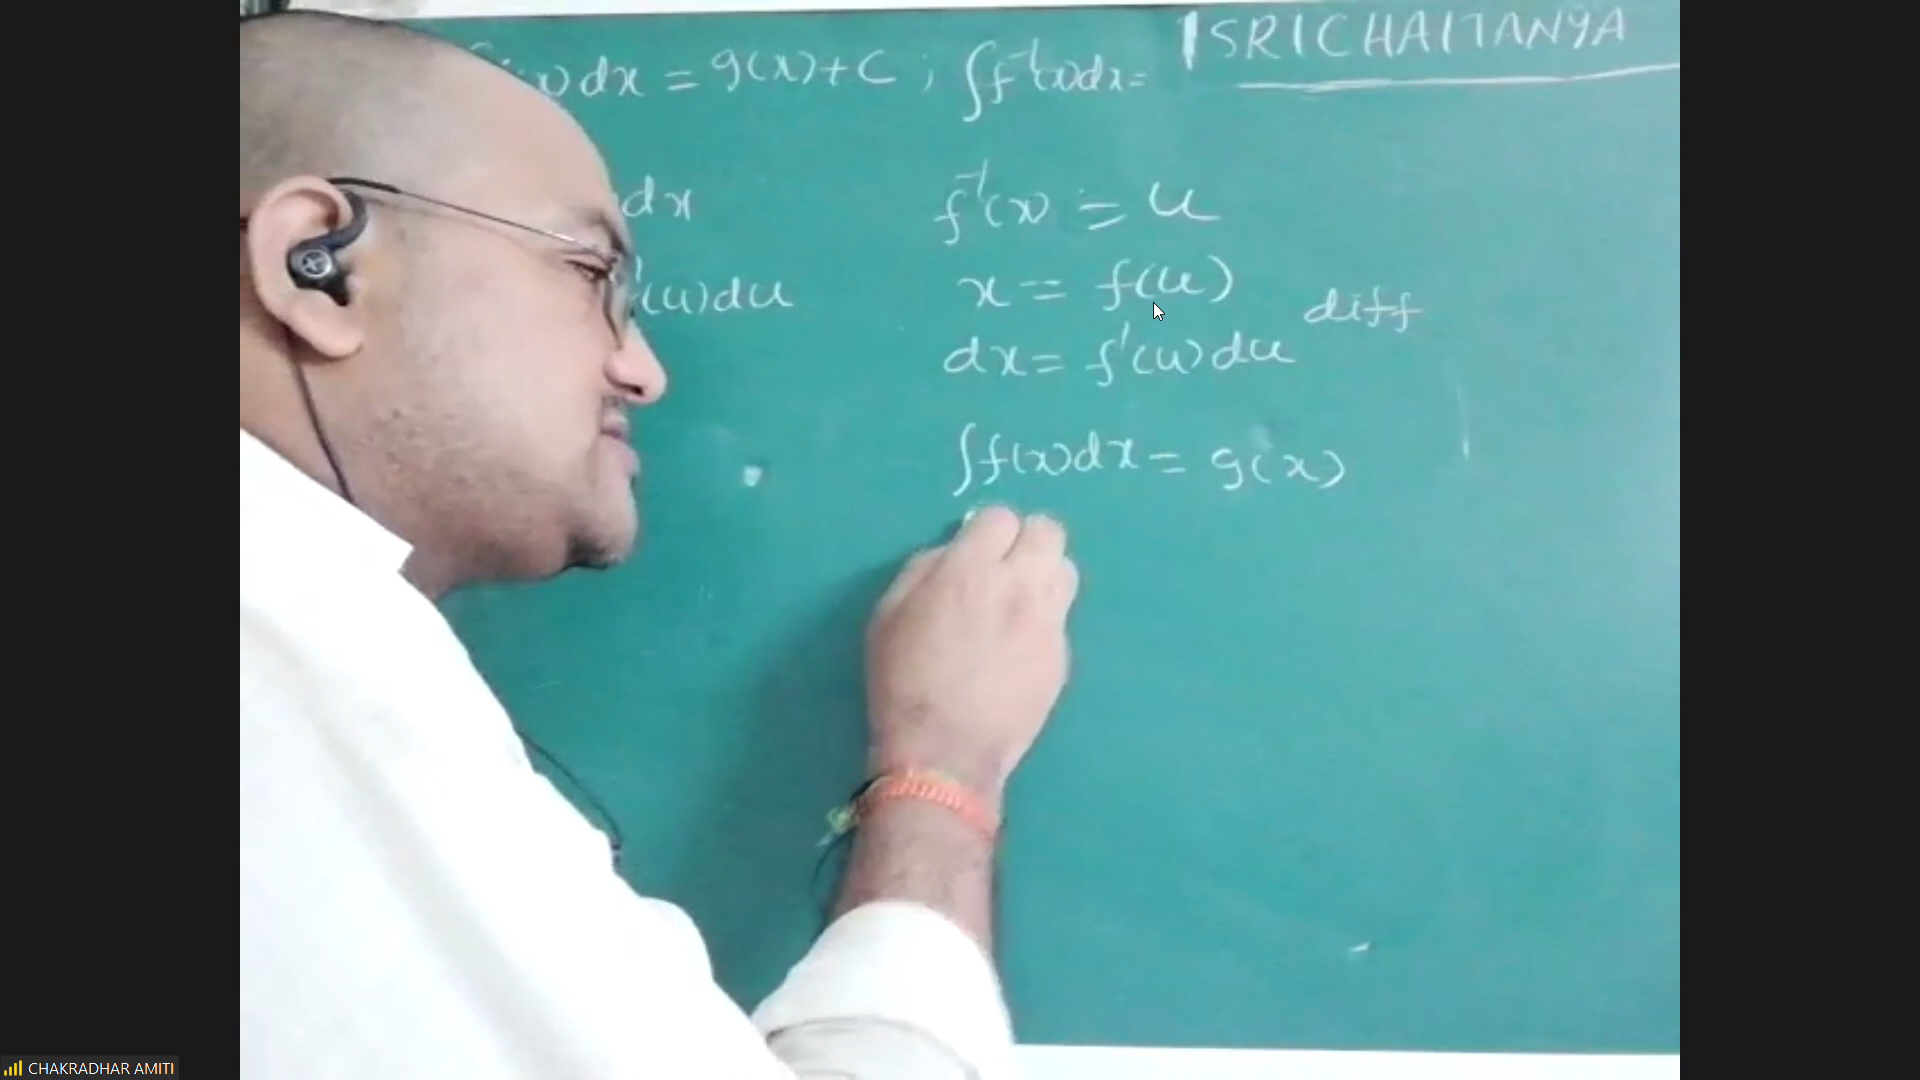 SRICHAITANYA
dx = g(x)+C ; ∫f⁻¹(x)dx=
dx
f⁻¹(x) = u
(u)du
x = f(u)
diff
dx = f'(u)du
∫f(x)dx = g(x)
CHAKRADHAR AMITI